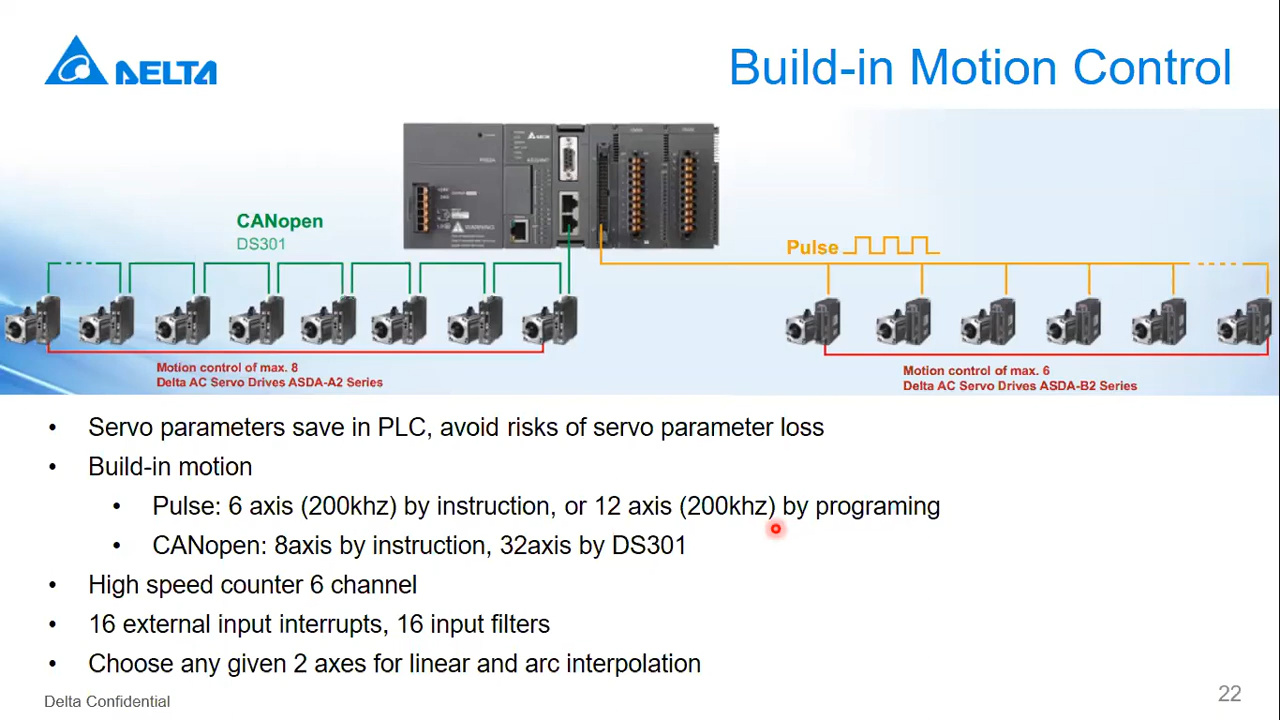 DELTA
Build-in Motion Control
CANopen
DS301
Pulse
Motion control of max. 8
Delta AC Servo Drives ASDA-A2 Series
Motion control of max. 6
Delta AC Servo Drives ASDA-B2 Series
• Servo parameters save in PLC, avoid risks of servo parameter loss
• Build-in motion
• Pulse: 6 axis (200khz) by instruction, or 12 axis (200khz) by programing
• CANopen: 8axis by instruction, 32axis by DS301
• High speed counter 6 channel
• 16 external input interrupts, 16 input filters
• Choose any given 2 axes for linear and arc interpolation
Delta Confidential
22